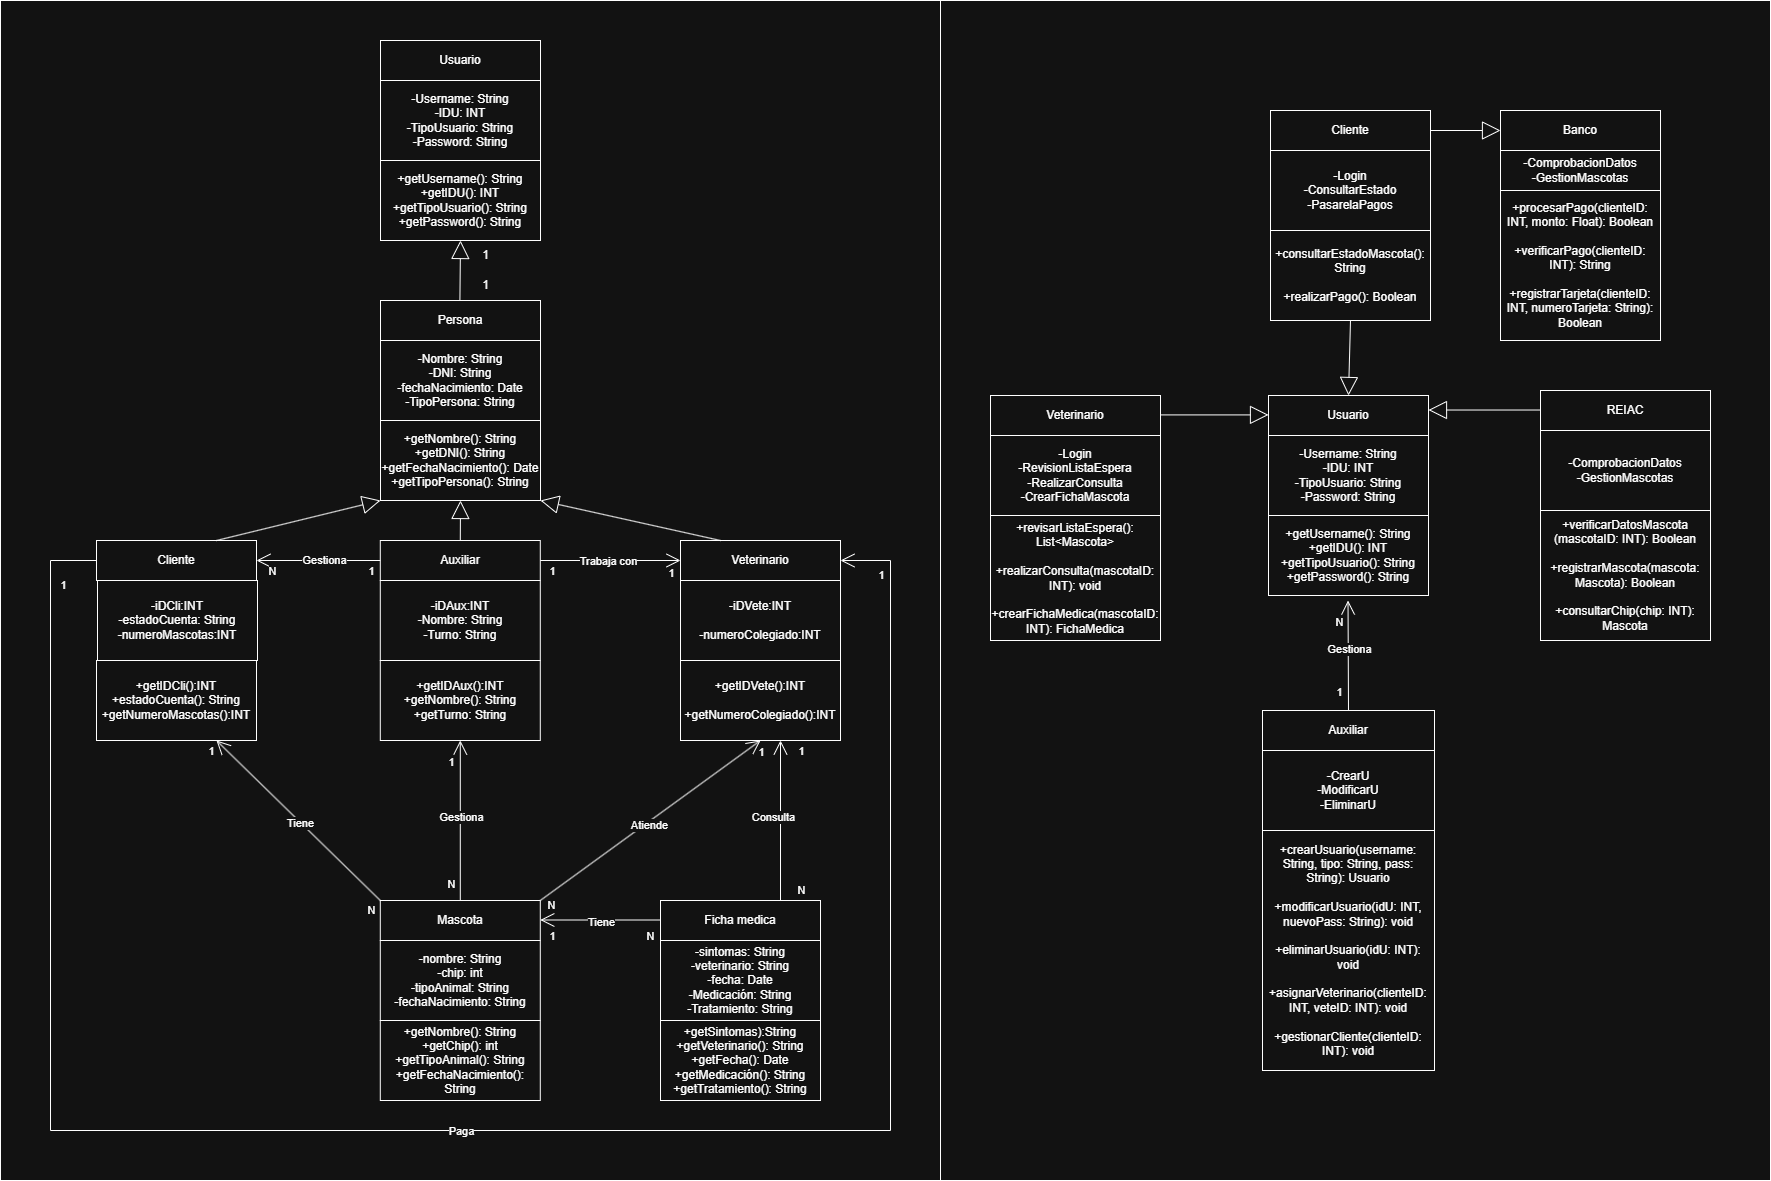 Usuario
-Username: String
-IDU: INT
-TipoUsuario: String
-Password: String
+getUsername(): String
+getIDU(): INT
+getTipoUsuario(): String
+getPassword(): String
1
1
Persona
-Nombre: String
-DNI: String
-fechaNacimiento: Date
-TipoPersona: String
+getNombre(): String
+getDNI(): String
+getFechaNacimiento(): Date
+getTipoPersona(): String
Cliente
-iDCli:INT
-estadoCuenta: String
-numeroMascotas:INT
+getIDCli():INT
+estadoCuenta(): String
+getNumeroMascotas():INT
Gestiona
N
1
Auxiliar
-iDAux:INT
-Nombre: String
-Turno: String
+getIDAux():INT
+getNombre(): String
+getTurno: String
Trabaja con
1
1
Veterinario
-iDVete:INT
-numeroColegiado:INT
+getIDVete():INT
+getNumeroColegiado():INT
1
1
1
Tiene
N
1
Gestiona
N
1
Atiende
N
1
Consulta
N
Mascota
-nombre: String
-chip: int
-tipoAnimal: String
-fechaNacimiento: String
+getNombre(): String
+getChip(): int
+getTipoAnimal(): String
+getFechaNacimiento():
String
Tiene
1
N
Ficha medica
-sintomas: String
-veterinario: String
-fecha: Date
-Medicación: String
-Tratamiento: String
+getSintomas):String
+getVeterinario(): String
+getFecha(): Date
+getMedicación(): String
+getTratamiento(): String
Paga
Cliente
-Login
-ConsultarEstado
-PasarelaPagos
+consultarEstadoMascota():
String
+realizarPago(): Boolean
Banco
-ComprobacionDatos
-GestionMascotas
+procesarPago(clienteID:
INT, monto: Float): Boolean
+verificarPago(clienteID:
INT): String
+registrarTarjeta(clienteID:
INT, numeroTarjeta: String):
Boolean
Veterinario
-Login
-RevisionListaEspera
-RealizarConsulta
-CrearFichaMascota
+revisarListaEspera():
List<Mascota>
+realizarConsulta(mascotaID:
INT): void
+crearFichaMedica(mascotaID:
INT): FichaMedica
Usuario
-Username: String
-IDU: INT
-TipoUsuario: String
-Password: String
+getUsername(): String
+getIDU(): INT
+getTipoUsuario(): String
+getPassword(): String
REIAC
-ComprobacionDatos
-GestionMascotas
+verificarDatosMascota
(mascotaID: INT): Boolean
+registrarMascota(mascota:
Mascota): Boolean
+consultarChip(chip: INT):
Mascota
N
Gestiona
1
Auxiliar
-CrearU
-ModificarU
-EliminarU
+crearUsuario(username:
String, tipo: String, pass:
String): Usuario
+modificarUsuario(idU: INT,
nuevoPass: String): void
+eliminarUsuario(idU: INT):
void
+asignarVeterinario(clienteID:
INT, veteID: INT): void
+gestionarCliente(clienteID:
INT): void